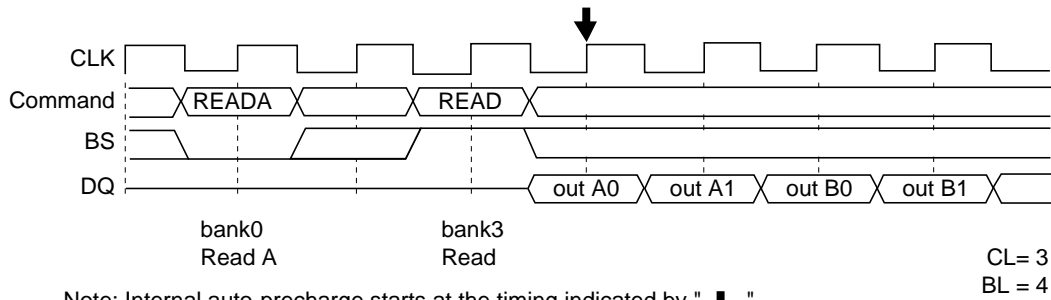 CLK
Command READA READ
BS
DQ out A0 out A1 out B0 out B1
bank0 bank3
Read A Read
CL= 3
BL = 4
Note: Internal auto-precharge starts at the timing indicated by " ".